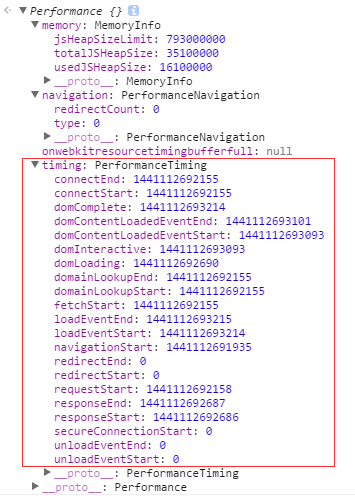 Performance {}
memory: MemoryInfo
jsHeapSizeLimit: 793000000
totalJSHeapSize: 35100000
usedJSHeapSize: 16100000
__proto__: MemoryInfo
navigation: PerformanceNavigation
redirectCount: 0
type: 0
__proto__: PerformanceNavigation
onwebkitresourcetimingbufferfull: null
timing: PerformanceTiming
connectEnd: 1441112692155
connectStart: 1441112692155
domComplete: 1441112693214
domContentLoadedEventEnd: 1441112693101
domContentLoadedEventStart: 1441112693093
domInteractive: 1441112693093
domLoading: 1441112692690
domainLookupEnd: 1441112692155
domainLookupStart: 1441112692155
fetchStart: 1441112692155
loadEventEnd: 1441112693215
loadEventStart: 1441112693214
navigationStart: 1441112691935
redirectEnd: 0
redirectStart: 0
requestStart: 1441112692158
responseEnd: 1441112692687
responseStart: 1441112692686
secureConnectionStart: 0
unloadEventEnd: 0
unloadEventStart: 0
__proto__: PerformanceTiming
__proto__: Performance